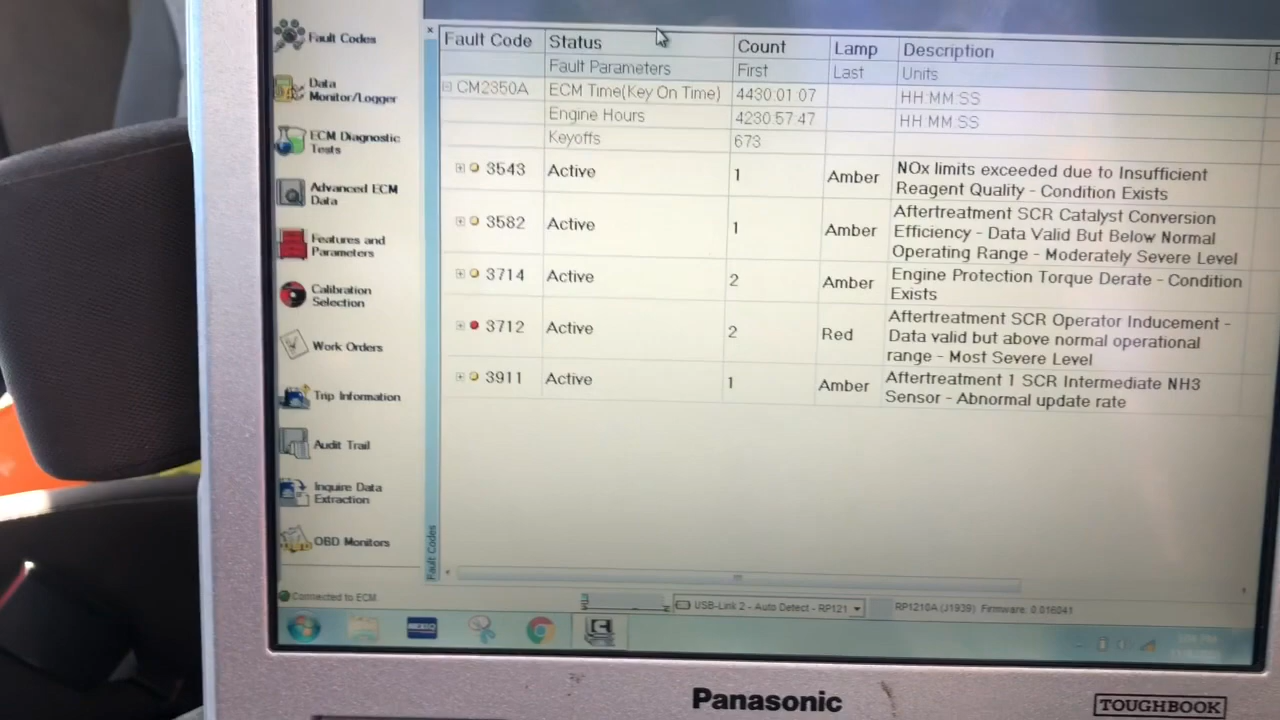 Fault Codes
Data
Monitor/Logger
ECM Diagnostic
Tests
Advanced ECM
Data
Features and
Parameters
Calibration
Selection
Work Orders
Trip Information
Audit Trail
Inquire Data
Extraction
OBD Monitors
Fault Codes
Fault Code Status Count Lamp Description
Fault Parameters First Last Units
CM2350A ECM Time(Key On Time) 4430:01:07 HH:MM:SS
Engine Hours 4230:57:47 HH:MM:SS
Keyoffs 673
3543 Active 1 Amber NOx limits exceeded due to Insufficient
Reagent Quality - Condition Exists
3582 Active 1 Amber Aftertreatment SCR Catalyst Conversion
Efficiency - Data Valid But Below Normal
Operating Range - Moderately Severe Level
3714 Active 2 Amber Engine Protection Torque Derate - Condition
Exists
3712 Active 2 Red Aftertreatment SCR Operator Inducement -
Data valid but above normal operational
range - Most Severe Level
3911 Active 1 Amber Aftertreatment 1 SCR Intermediate NH3
Sensor - Abnormal update rate
Connected to ECM
USB-Link 2 - Auto Detect - RP121
RP1210A (J1939) Firmware: 0.016041
Panasonic
TOUGHBOOK